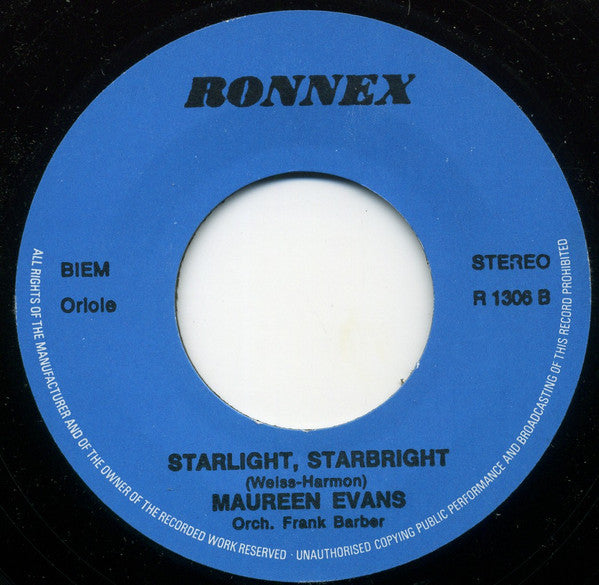 RONNEX
BIEM
Oriole
STEREO
R 1306 B
STARLIGHT, STARBRIGHT
(Weiss-Harmon)
MAUREEN EVANS
Orch. Frank Barber
ALL RIGHTS OF THE MANUFACTURER AND OF THE OWNER OF THE RECORDED WORK RESERVED · UNAUTHORISED COPYING PUBLIC PERFORMANCE AND BROADCASTING OF THIS RECORD PROHIBITED